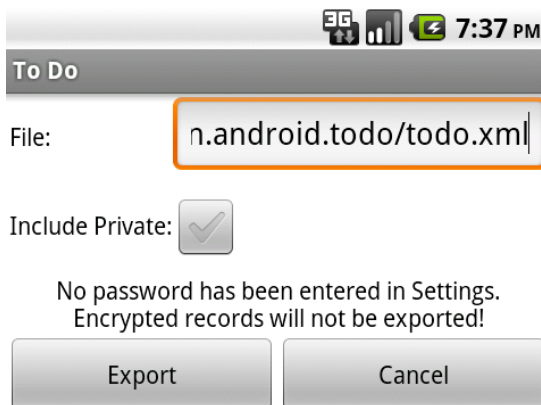 3G 7:37 PM
To Do
File: n.android.todo/todo.xml
Include Private:
No password has been entered in Settings.
Encrypted records will not be exported!
Export Cancel